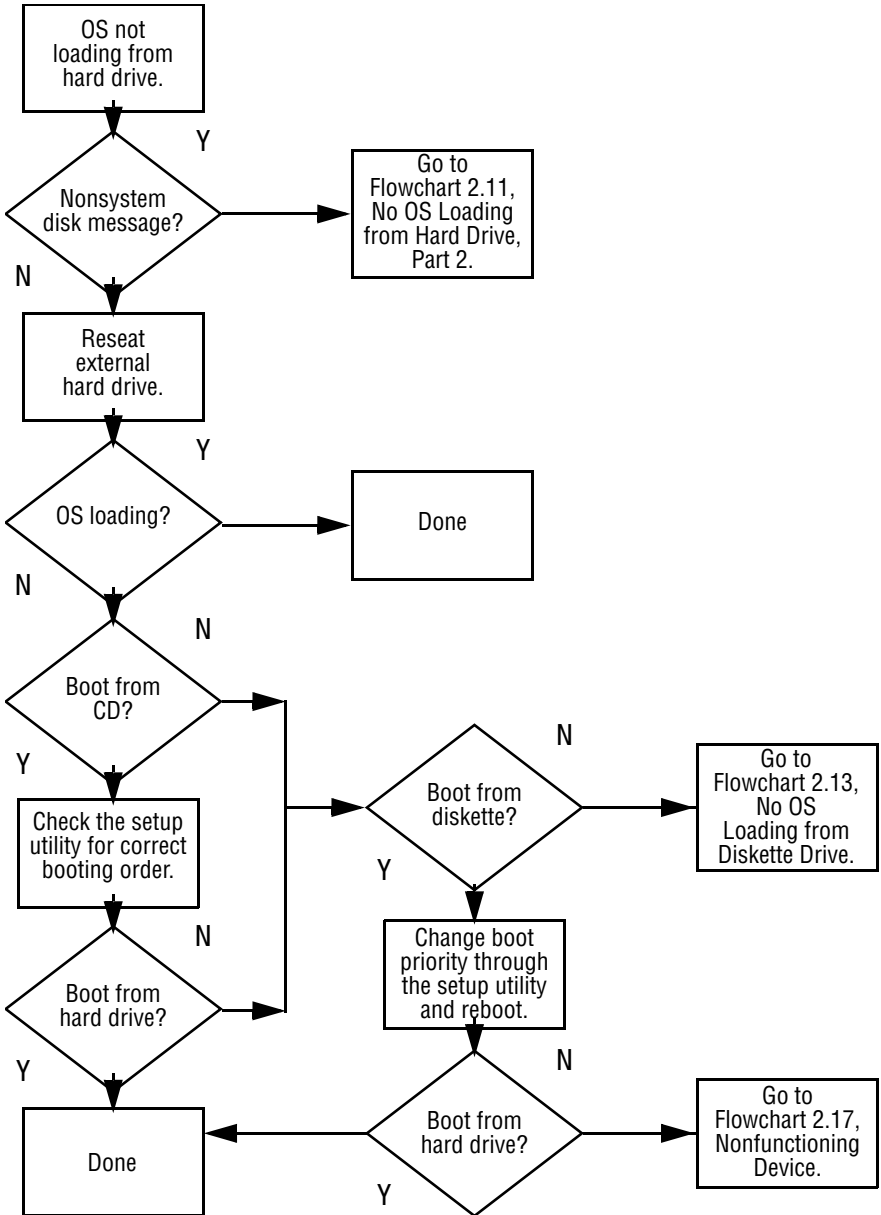 OS not
loading from
hard drive.
Y
Nonsystem
disk message?
Go to
Flowchart 2.11,
No OS Loading
from Hard Drive,
Part 2.
N
Reseat
external
hard drive.
Y
OS loading?
Done
N
N
Boot from
CD?
Y
Check the setup
utility for correct
booting order.
N
Boot from
hard drive?
Y
Done
N
Boot from
diskette?
Go to
Flowchart 2.13,
No OS
Loading from
Diskette Drive.
Y
Change boot
priority through
the setup utility
and reboot.
N
Boot from
hard drive?
Go to
Flowchart 2.17,
Nonfunctioning
Device.
Y